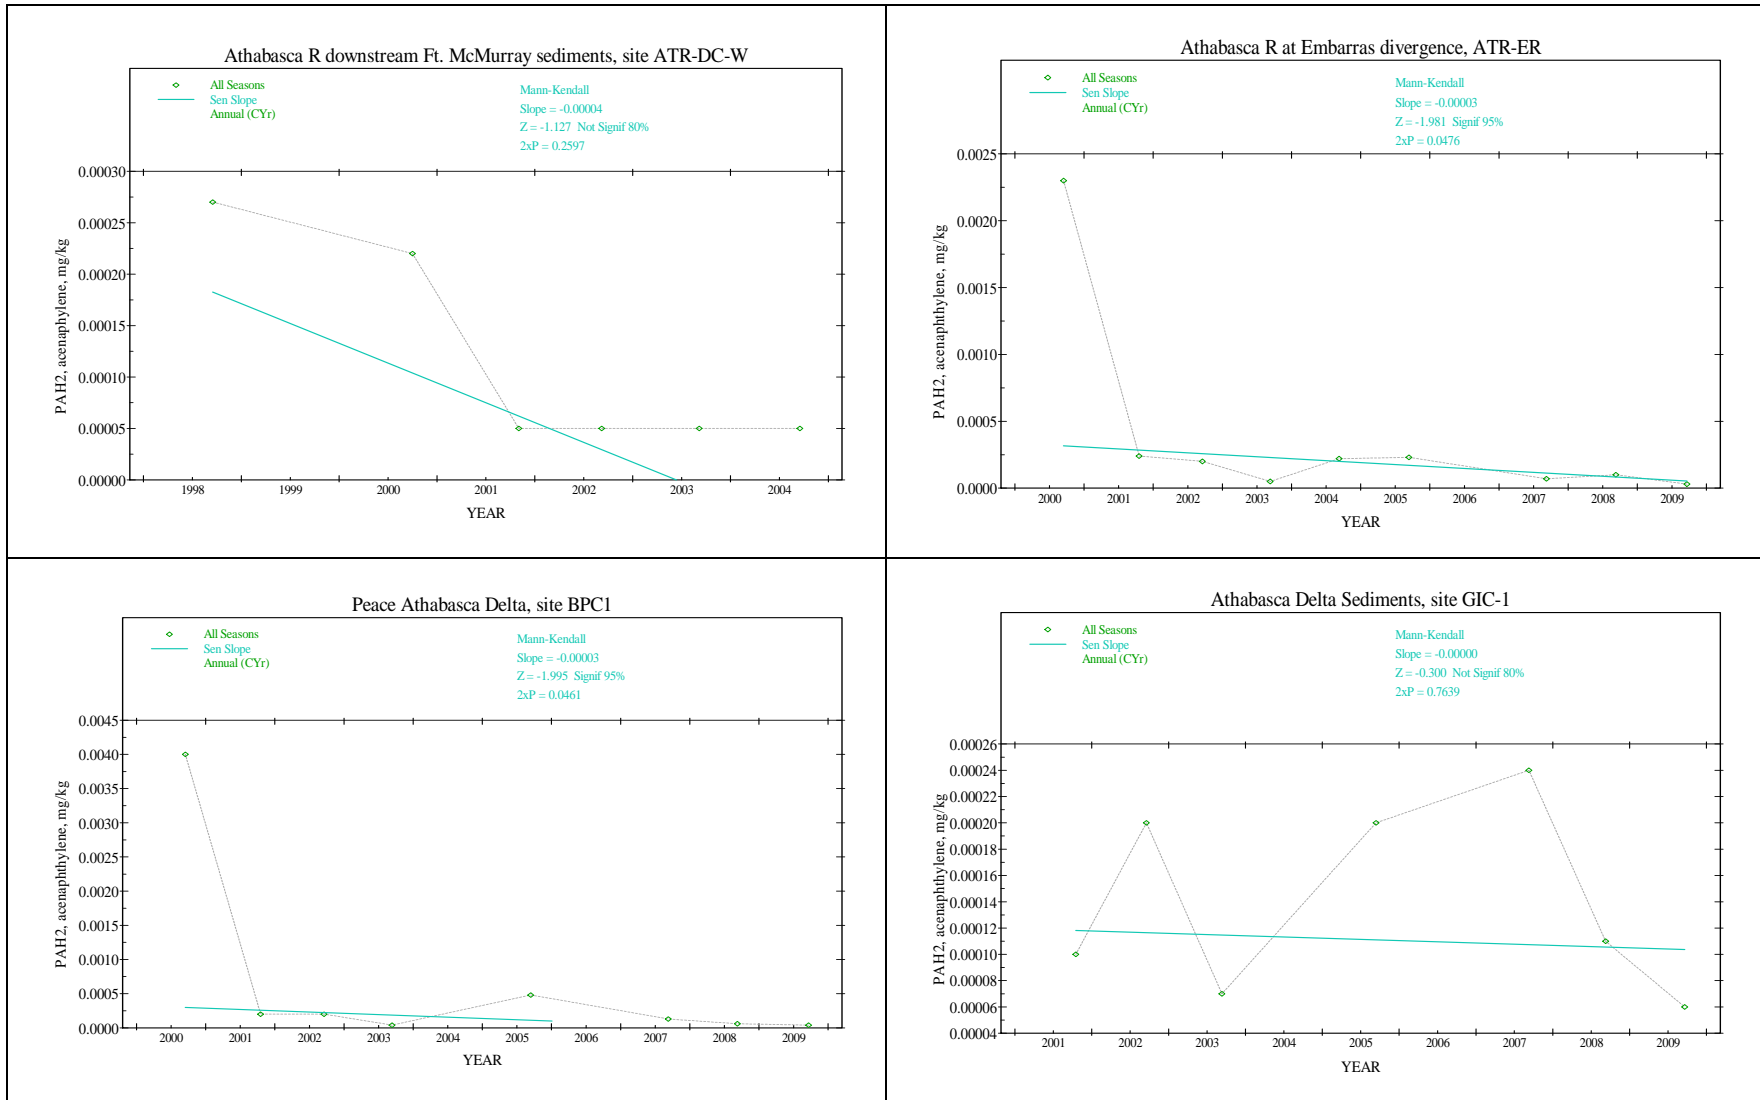 Athabasca R downstream Ft. McMurray sediments, site ATR-DC-W
All Seasons
Sen Slope
Annual (CYr)
Mann-Kendall
Slope = -0.00004
Z = -1.127 Not Signif 80%
2xP = 0.2597
PAH2, acenaphylene, mg/kg
0.00030
0.00025
0.00020
0.00015
0.00010
0.00005
0.00000
1998 1999 2000 2001 2002 2003 2004
YEAR
Athabasca R at Embarras divergence, ATR-ER
All Seasons
Sen Slope
Annual (CYr)
Mann-Kendall
Slope = -0.00003
Z = -1.981 Signif 95%
2xP = 0.0476
PAH2, acenaphthylene, mg/kg
0.0025
0.0020
0.0015
0.0010
0.0005
0.0000
2000 2001 2002 2003 2004 2005 2006 2007 2008 2009
YEAR
Peace Athabasca Delta, site BPC1
All Seasons
Sen Slope
Annual (CYr)
Mann-Kendall
Slope = -0.00003
Z = -1.995 Signif 95%
2xP = 0.0461
PAH2, acenaphthylene, mg/kg
0.0045
0.0040
0.0035
0.0030
0.0025
0.0020
0.0015
0.0010
0.0005
0.0000
2000 2001 2002 2003 2005 2007 2008 2009
YEAR
Athabasca Delta Sediments, site GIC-1
All Seasons
Sen Slope
Annual (CYr)
Mann-Kendall
Slope = -0.00000
Z = -0.300 Not Signif 80%
2xP = 0.7639
PAH2, acenaphthylene, mg/kg
0.00026
0.00024
0.00022
0.00020
0.00018
0.00016
0.00014
0.00012
0.00010
0.00008
0.00006
0.00004
2001 2002 2003 2004 2005 2007 2008 2009
YEAR